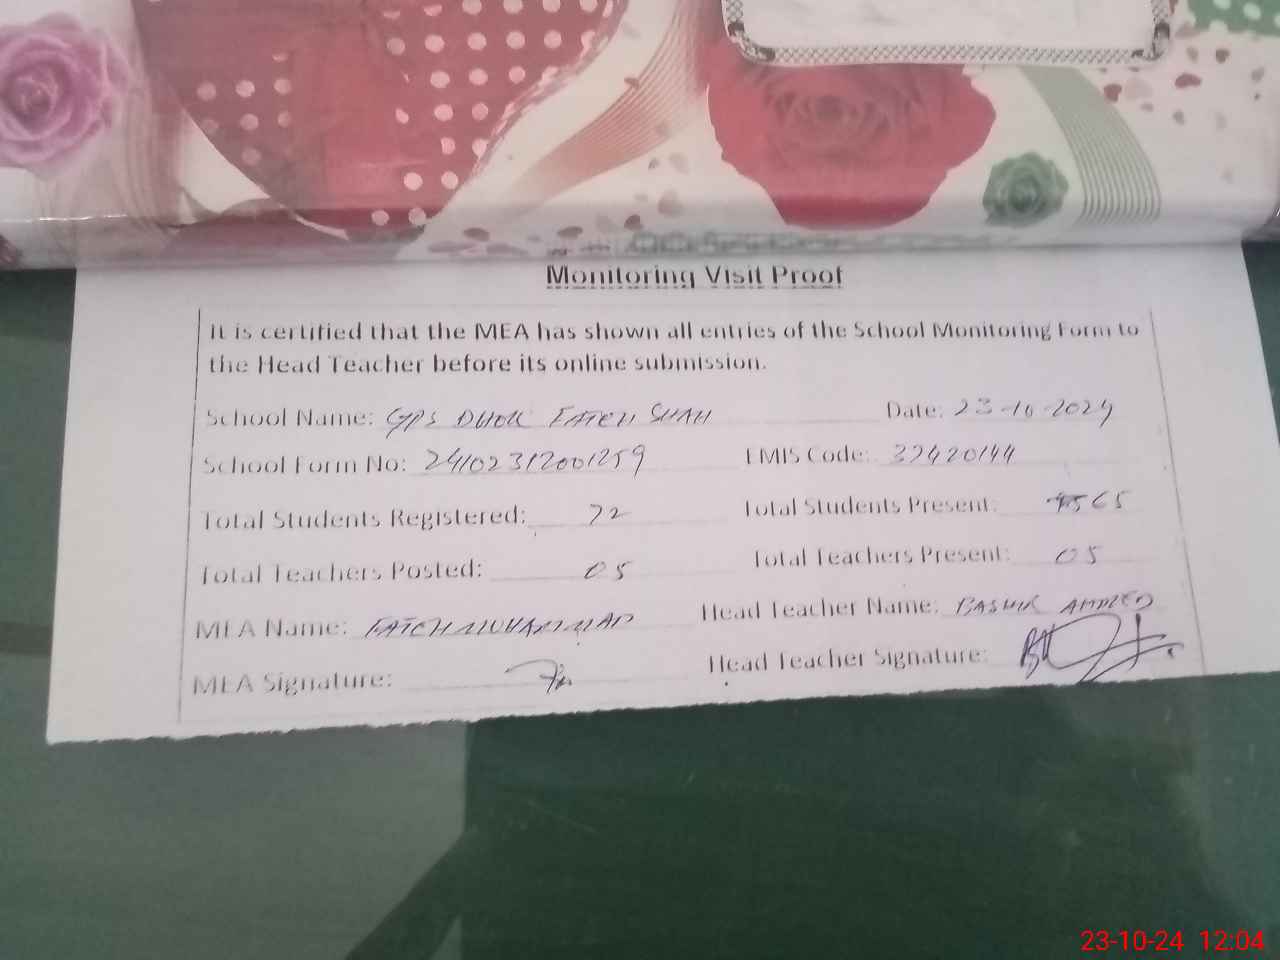 Monitoring Visit Proof
It is certified that the MEA has shown all entries of the School Monitoring Form to
the Head Teacher before its online submission.
School Name: GPS DHOK FATEH SHAH Date: 23-10-2024
School Form No: 24102312001259 EMIS Code: 37420144
Total Students Registered: 72 Total Students Present: 65
Total Teachers Posted: 05 Total Teachers Present: 05
MEA Name: FATEH MUHAMMAD Head Teacher Name: BASHIR AHMED
MEA Signature: Head Teacher Signature:
23-10-24 12:04